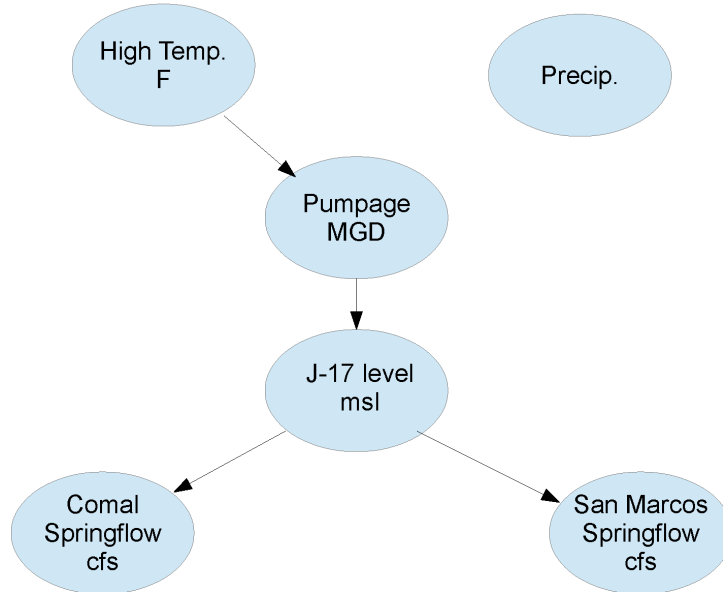 High Temp.
F
Precip.
Pumpage
MGD
J-17 level
msl
Comal
Springflow
cfs
San Marcos
Springflow
cfs